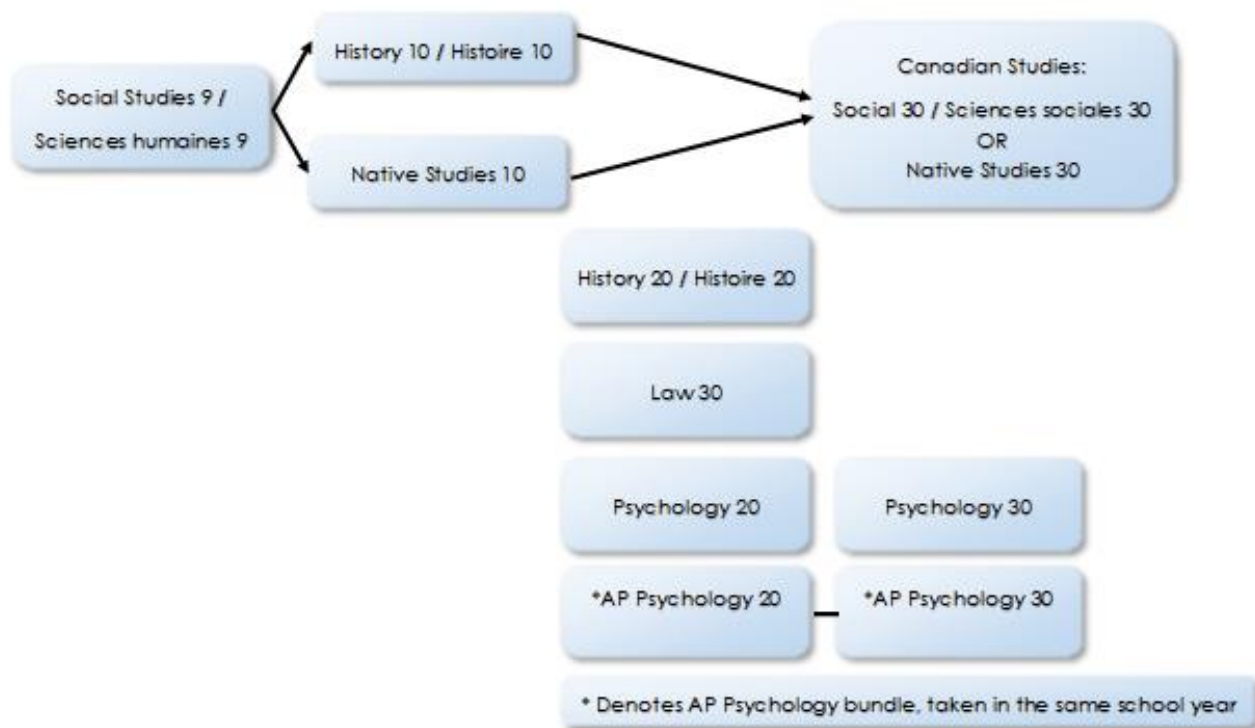 Social Studies 9 /
Sciences humaines 9
History 10 / Histoire 10
Native Studies 10
Canadian Studies:
Social 30 / Sciences sociales 30
OR
Native Studies 30
History 20 / Histoire 20
Law 30
Psychology 20
Psychology 30
*AP Psychology 20
*AP Psychology 30
* Denotes AP Psychology bundle, taken in the same school year